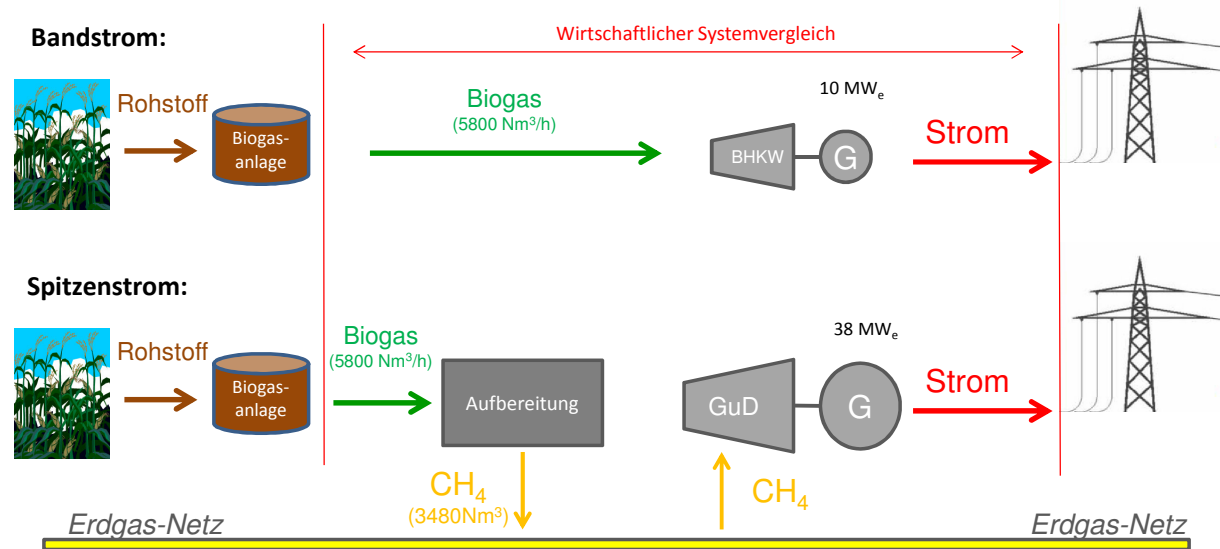 Bandstrom:
Wirtschaftlicher Systemvergleich
Rohstoff
Biogas-
anlage
Biogas
(5800 Nm³/h)
10 MWₑ
BHKW
G
Strom
Spitzenstrom:
Rohstoff
Biogas-
anlage
Biogas
(5800 Nm³/h)
Aufbereitung
38 MWₑ
GuD
G
Strom
CH₄
(3480Nm³)
CH₄
Erdgas-Netz
Erdgas-Netz